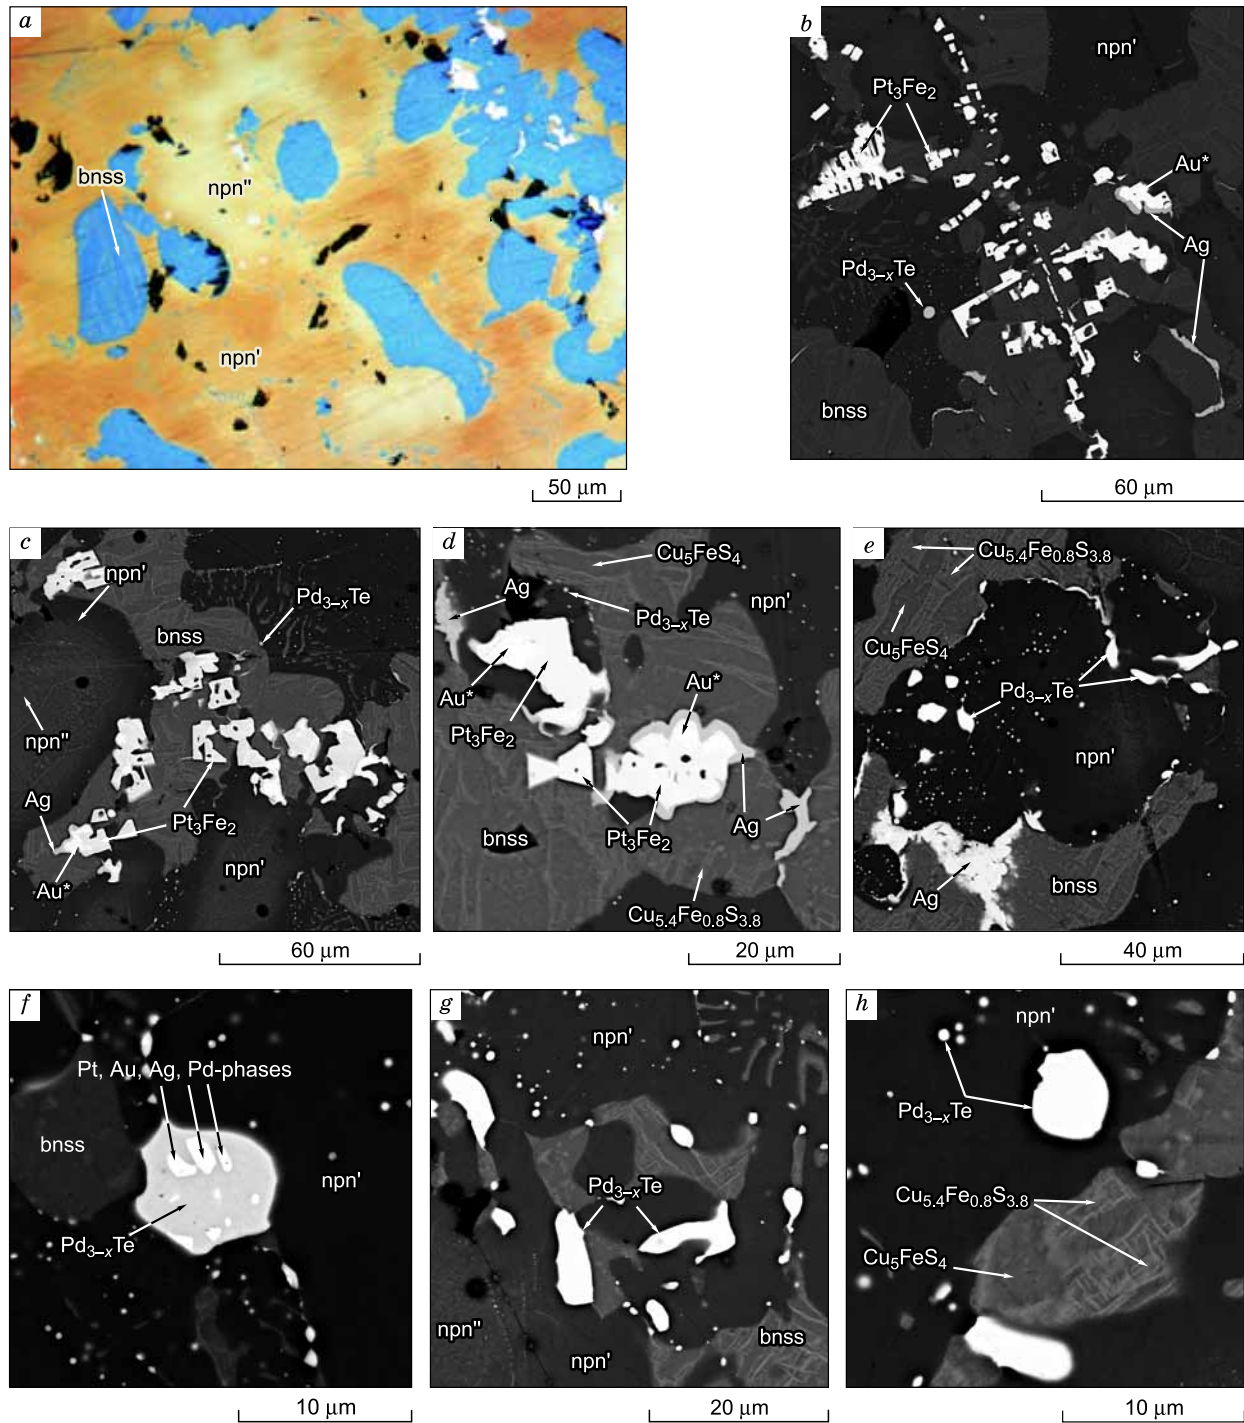 a
bnss
npn"
npn'
50 μm
b
npn'
Pt3Fe2
Au*
Ag
Pd3–xTe
bnss
60 μm
c
npn'
Pd3–xTe
bnss
npn"
Ag
Pt3Fe2
npn'
Au*
60 μm
d
Cu5FeS4
Ag
npn'
Pd3–xTe
Au*
Au*
Pt3Fe2
Ag
bnss
Pt3Fe2
Cu5.4Fe0.8S3.8
20 μm
e
Cu5.4Fe0.8S3.8
Cu5FeS4
Pd3–xTe
npn'
Ag
bnss
40 μm
f
Pt, Au, Ag, Pd-phases
bnss
npn'
Pd3–xTe
10 μm
g
npn'
Pd3–xTe
npn"
bnss
npn'
20 μm
h
npn'
Pd3–xTe
Cu5.4Fe0.8S3.8
Cu5FeS4
10 μm